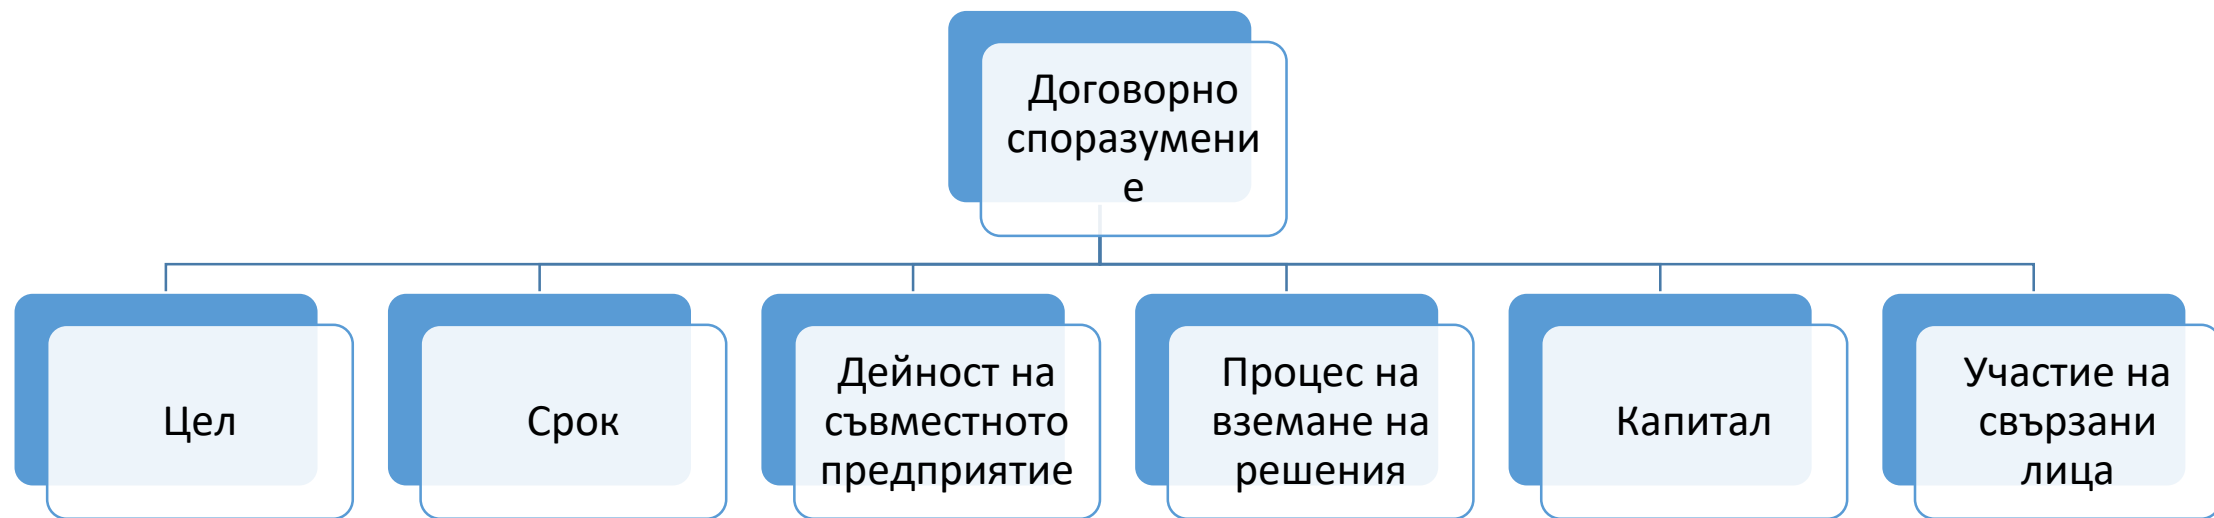 Договорно
споразумени
е
Цел
Срок
Дейност на
съвместното
предприятие
Процес на
вземане на
решения
Капитал
Участие на
свързани
лица